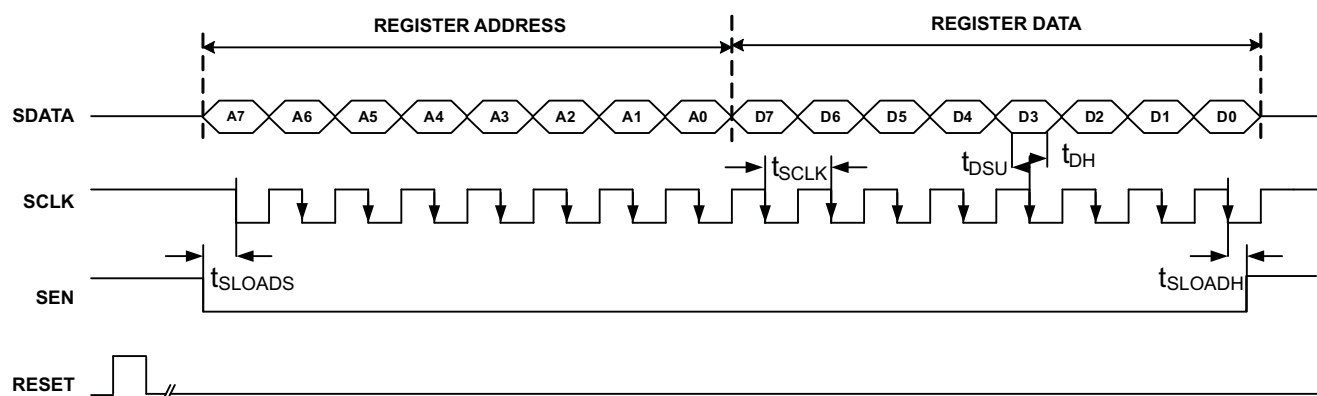 REGISTER ADDRESS REGISTER DATA
SDATA A7 A6 A5 A4 A3 A2 A1 A0 D7 D6 D5 D4 D3 D2 D1 D0
tSCLK tDSU tDH
SCLK
tSLOADS tSLOADH
SEN
RESET